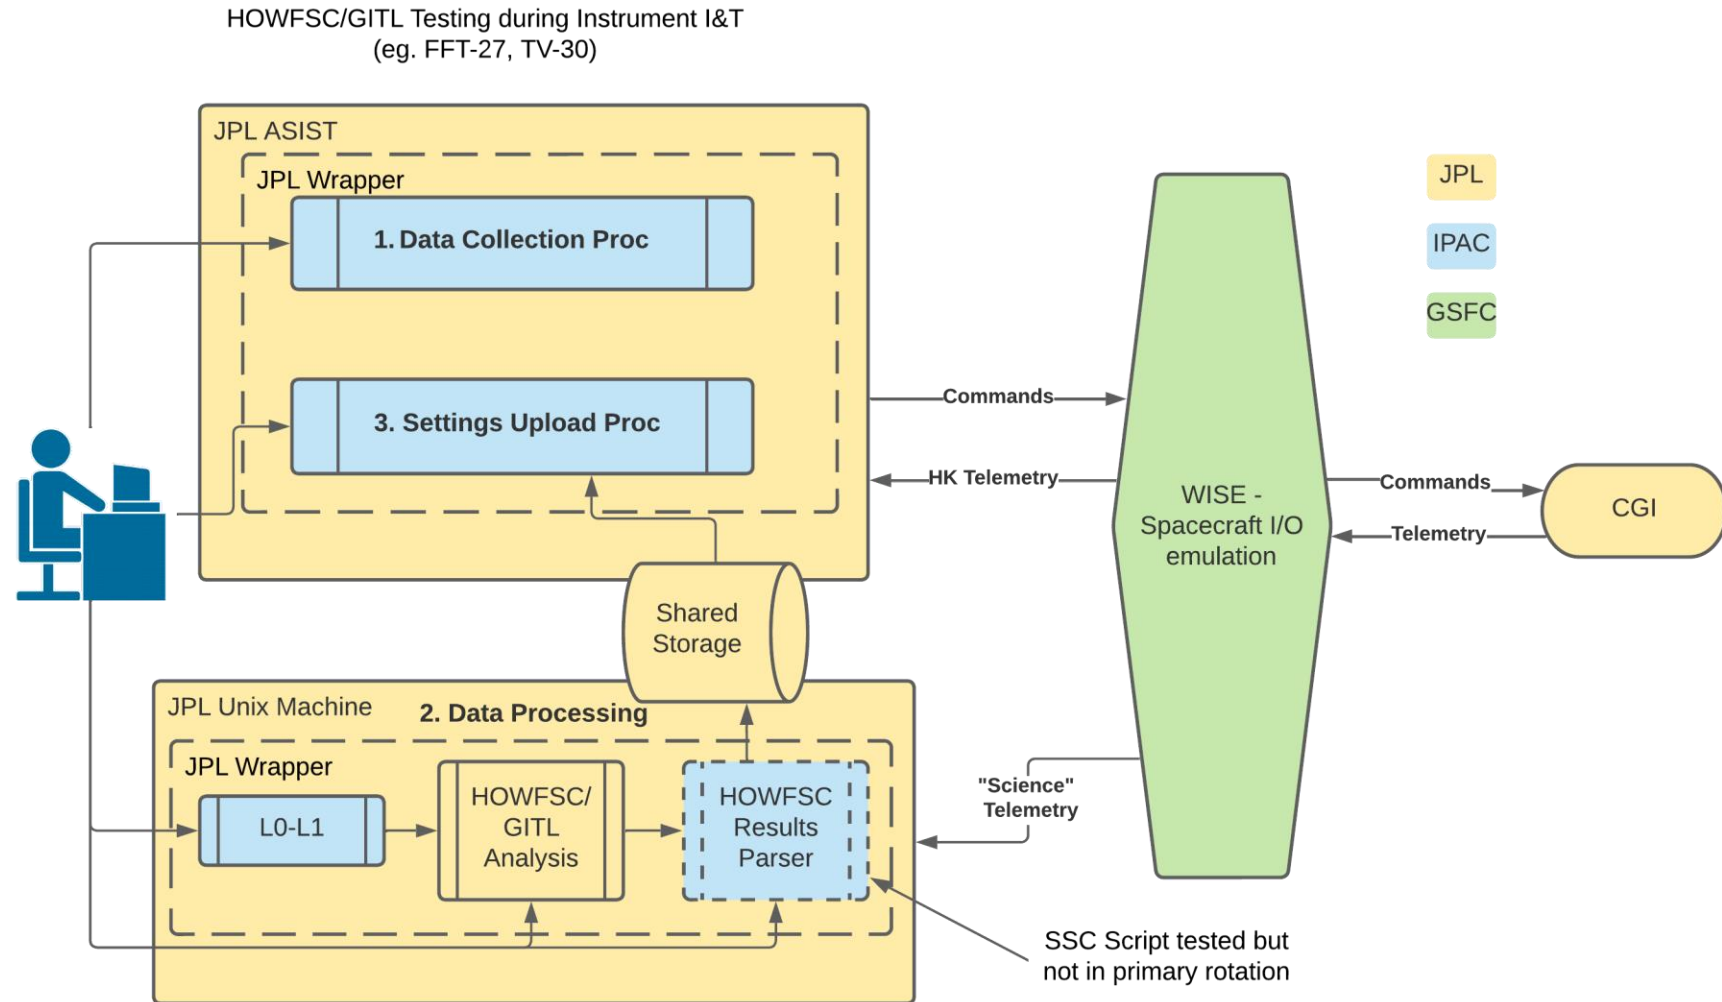 HOWFSC/GITL Testing during Instrument I&T
(eg. FFT-27, TV-30)
JPL ASIST
JPL Wrapper
1. Data Collection Proc
3. Settings Upload Proc
Commands
HK Telemetry
WISE -
Spacecraft I/O
emulation
Commands
Telemetry
CGI
JPL
IPAC
GSFC
Shared
Storage
JPL Unix Machine
2. Data Processing
JPL Wrapper
L0-L1
HOWFSC/
GITL
Analysis
HOWFSC
Results
Parser
"Science"
Telemetry
SSC Script tested but
not in primary rotation